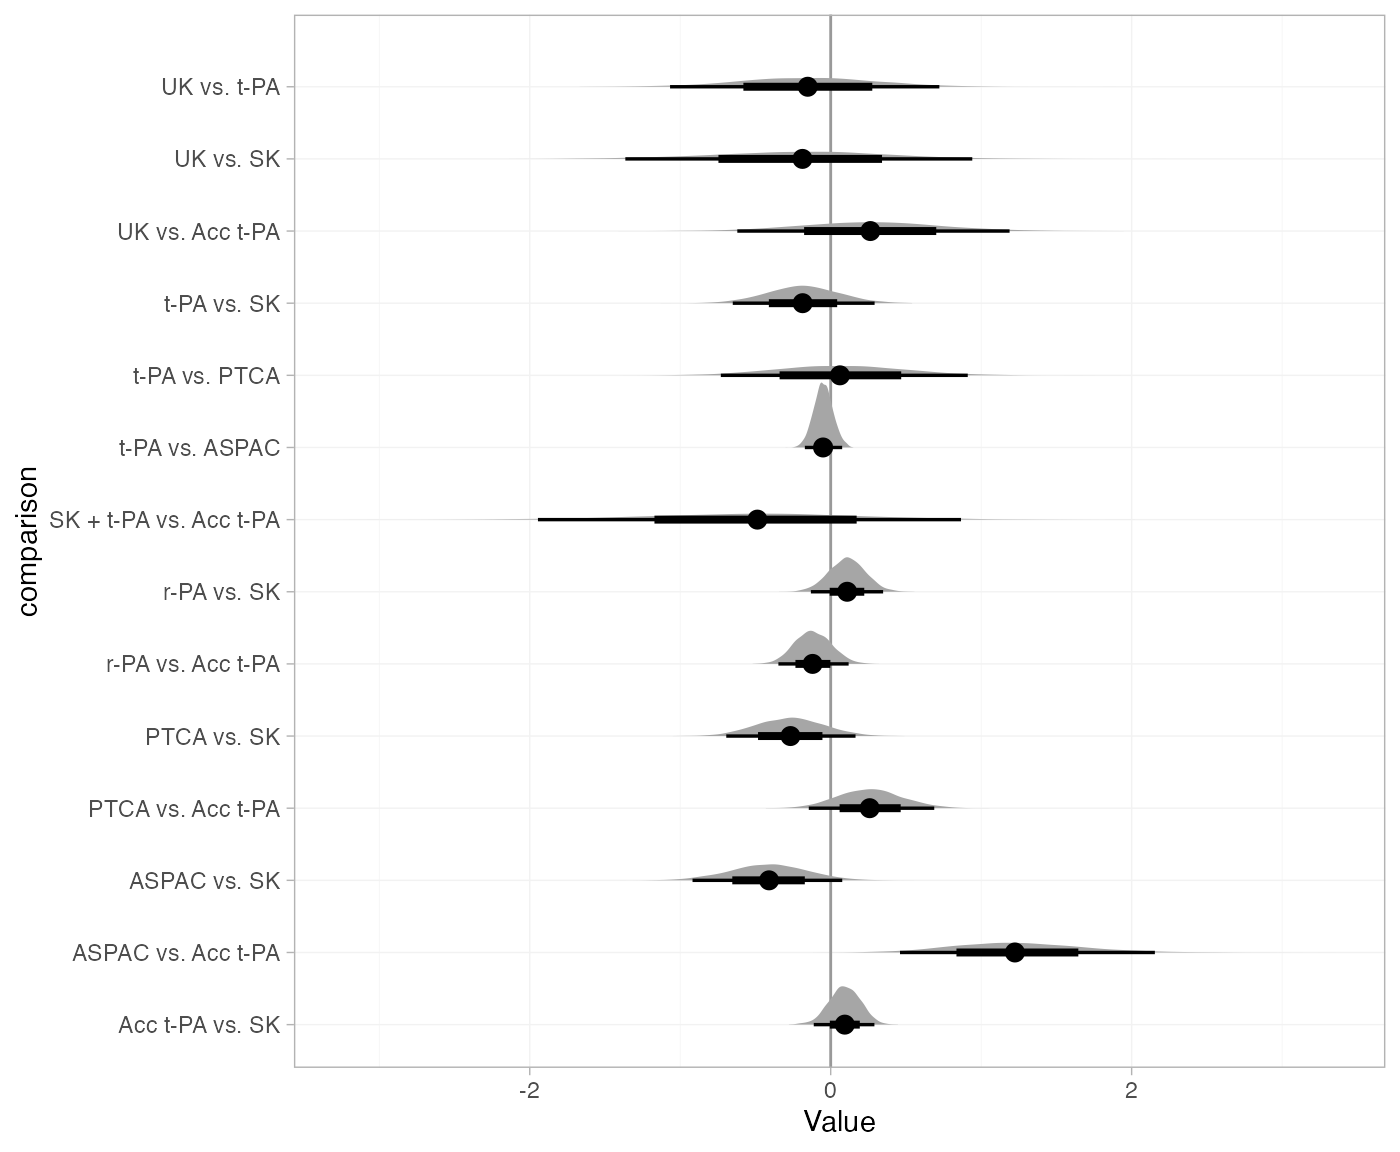 UK vs. t-PA
UK vs. SK
UK vs. Acc t-PA
t-PA vs. SK
t-PA vs. PTCA
t-PA vs. ASPAC
SK + t-PA vs. Acc t-PA
r-PA vs. SK
r-PA vs. Acc t-PA
PTCA vs. SK
PTCA vs. Acc t-PA
ASPAC vs. SK
ASPAC vs. Acc t-PA
Acc t-PA vs. SK
comparison
-2 0 2
Value